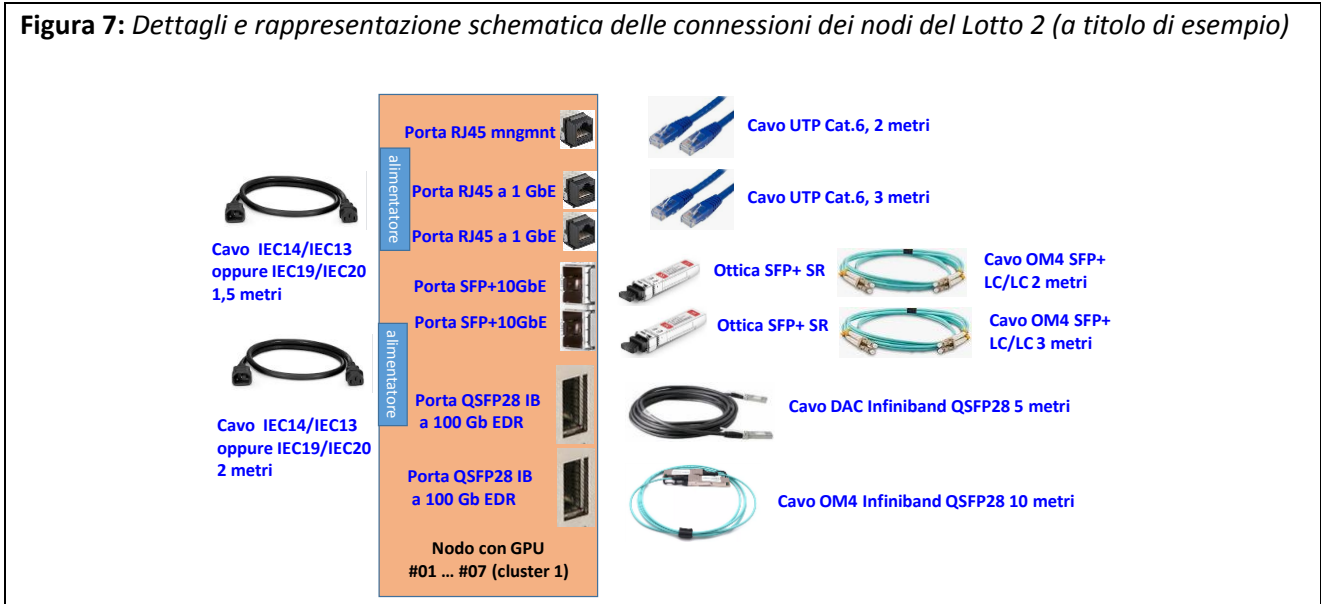 Figura 7: Dettagli e rappresentazione schematica delle connessioni dei nodi del Lotto 2 (a titolo di esempio)
Porta RJ45 mngmnt
Cavo UTP Cat.6, 2 metri
alimentatore
Porta RJ45 a 1 GbE
Cavo UTP Cat.6, 3 metri
Porta RJ45 a 1 GbE
Cavo IEC14/IEC13
oppure IEC19/IEC20
1,5 metri
Porta SFP+10GbE
Ottica SFP+ SR
Cavo OM4 SFP+
LC/LC 2 metri
Porta SFP+10GbE
Ottica SFP+ SR
Cavo OM4 SFP+
LC/LC 3 metri
alimentatore
Porta QSFP28 IB
a 100 Gb EDR
Cavo DAC Infiniband QSFP28 5 metri
Cavo IEC14/IEC13
oppure IEC19/IEC20
2 metri
Porta QSFP28 IB
a 100 Gb EDR
Cavo OM4 Infiniband QSFP28 10 metri
Nodo con GPU
#01 ... #07 (cluster 1)